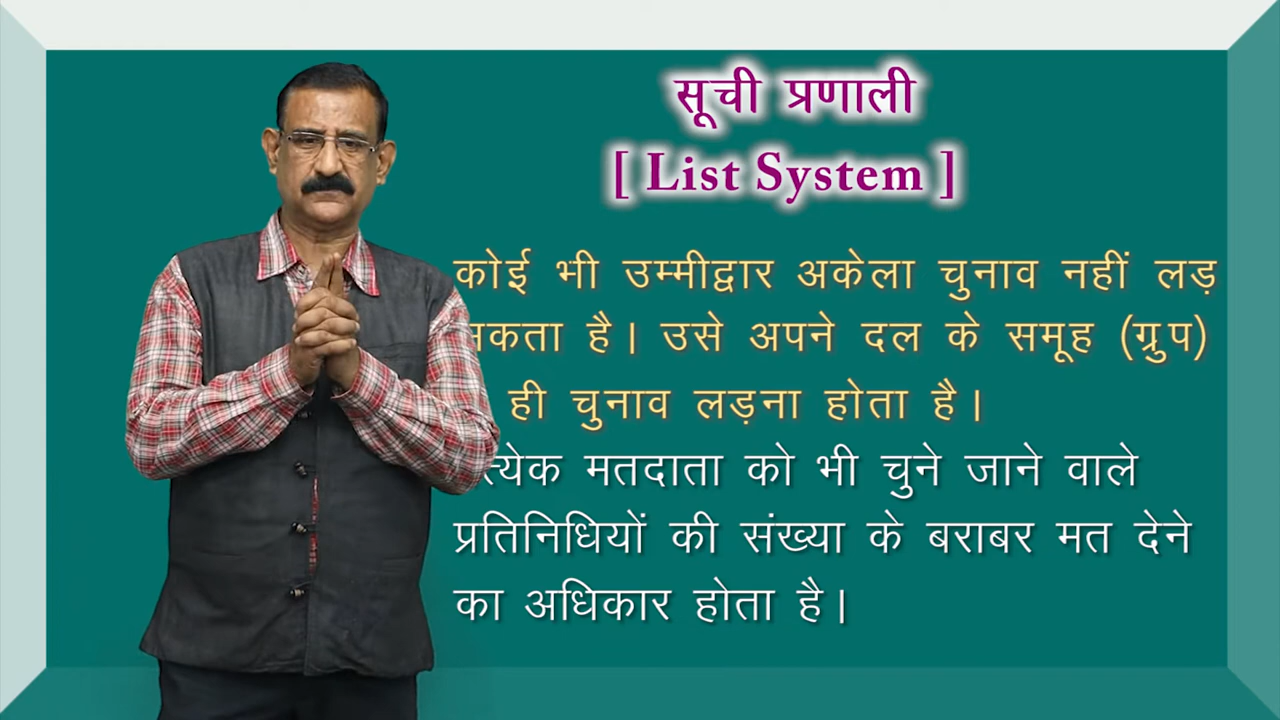 सूची प्रणाली
[ List System ]
कोई भी उम्मीद्वार अकेला चुनाव नहीं लड़
है। उसे अपने दल के समूह (ग्रुप)
ही चुनाव लड़ना होता है।
मतदाता को भी चुने जाने वाले
प्रतिनिधियों की संख्या के बराबर मत देने
का अधिकार होता है।